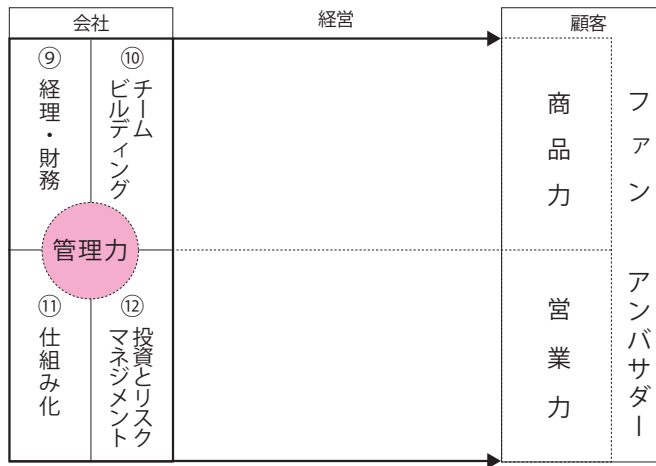 会社
経営
顧客
⑨
経理・財務
⑩
チーム
ビルディング
管理力
⑪
仕組み化
⑫
投資とリスク
マネジメント
商品力
営業力
ファン
アンバサダー